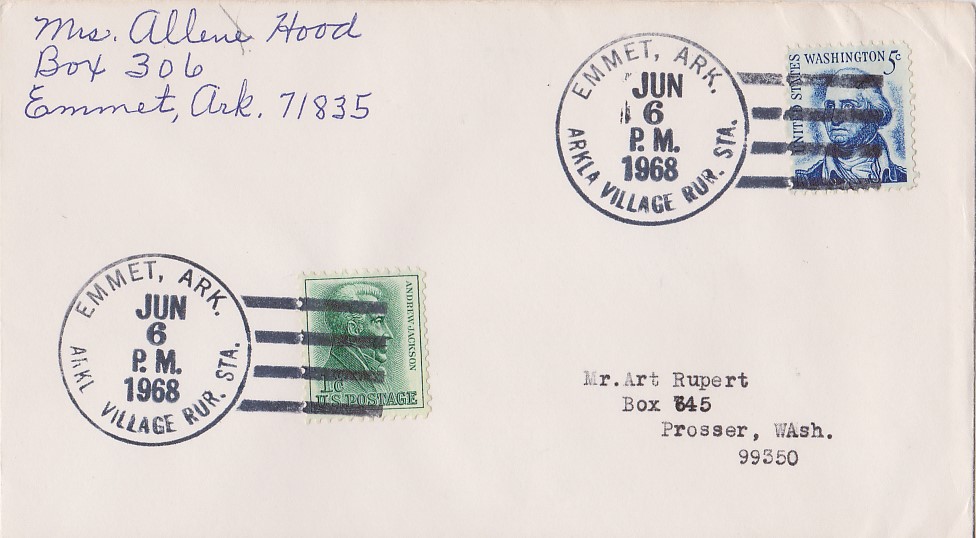 Mrs. Allene Hood
Box 306
Emmet, Ark. 71835
EMMET, ARK.
JUN
6
P. M.
1968
ARKLA VILLAGE RUR. STA.
UNITED STATES
WASHINGTON 5c
EMMET, ARK.
JUN
6
P. M.
1968
ARKL VILLAGE RUR. STA.
ANDREW JACKSON
1c
U.S. POSTAGE
Mr.Art Rupert
Box 645
Prosser, WAsh.
99350